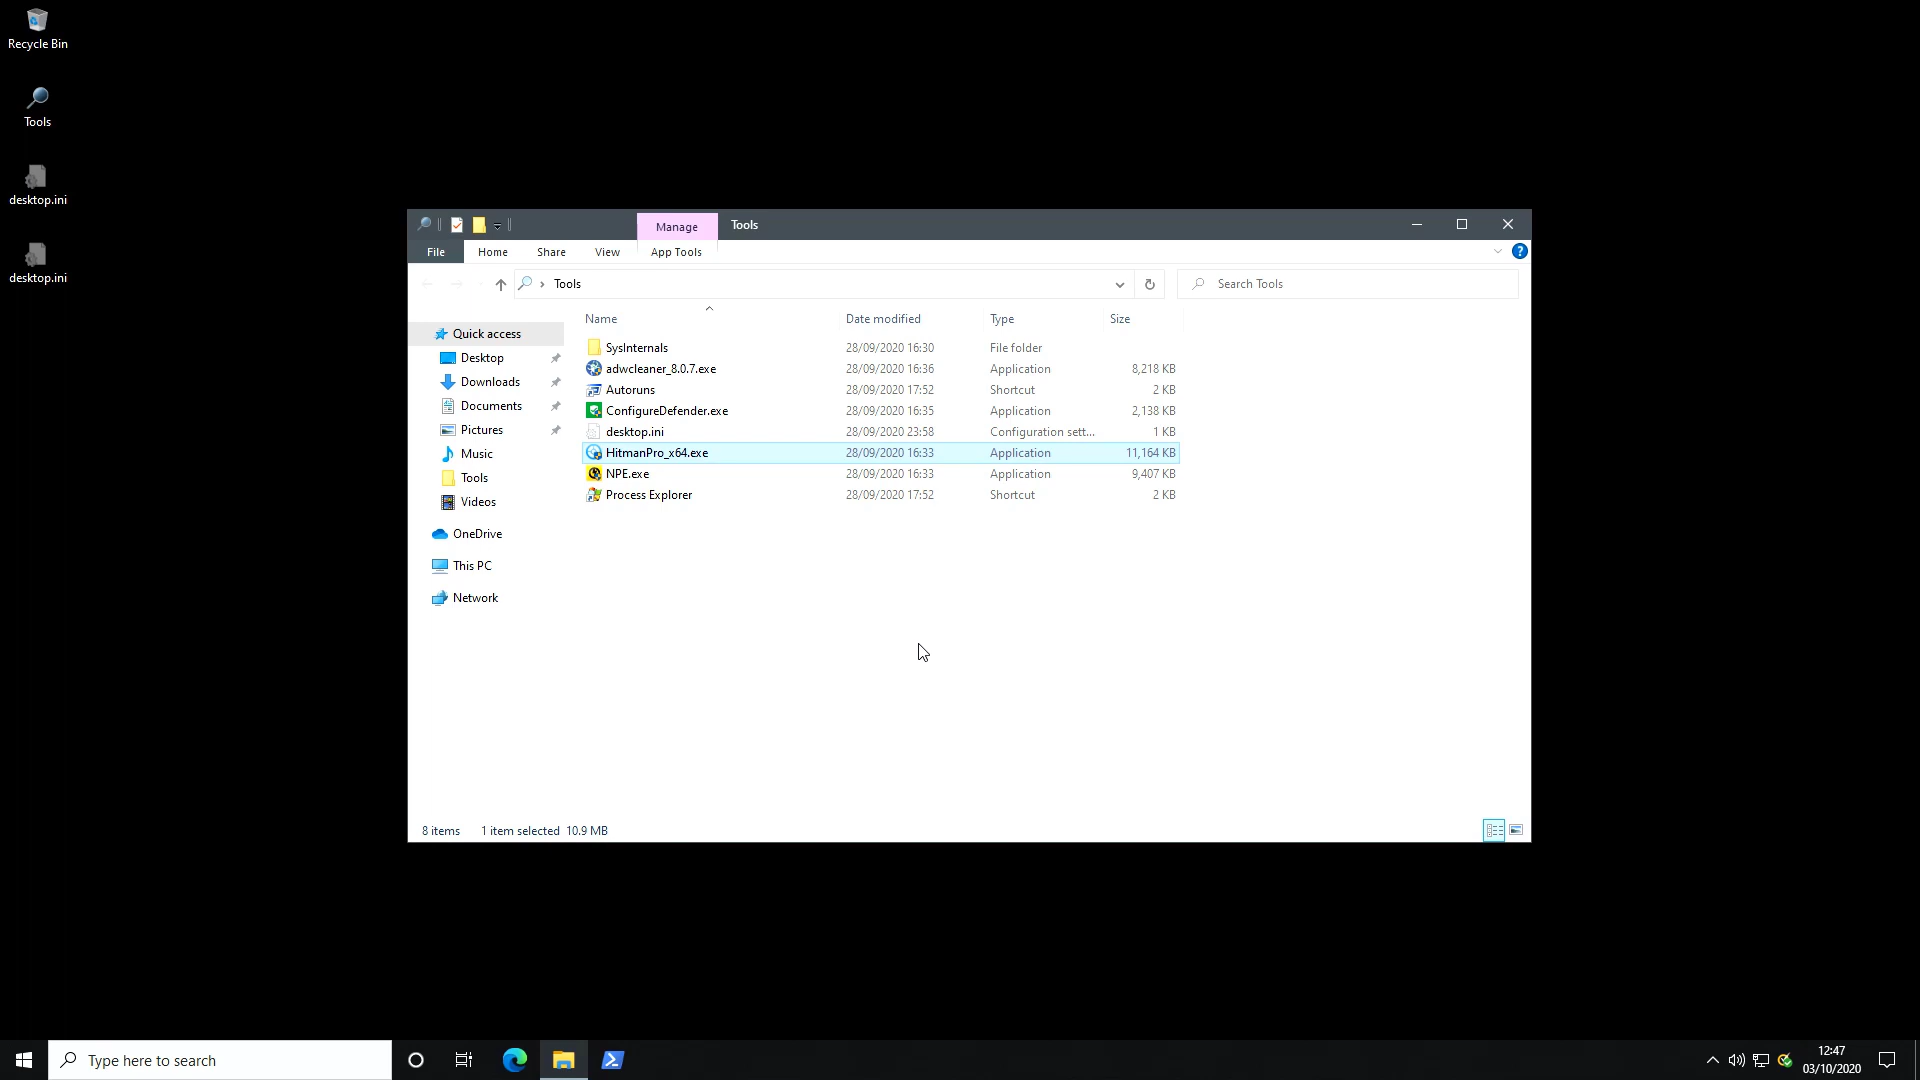 Recycle Bin
Tools
desktop.ini
desktop.ini
Manage
Tools
File
Home
Share
View
App Tools
Tools
Search Tools
Name
Date modified
Type
Size
SysInternals 28/09/2020 16:30 File folder
adwcleaner_8.0.7.exe 28/09/2020 16:36 Application 8,218 KB
Autoruns 28/09/2020 17:52 Shortcut 2 KB
ConfigureDefender.exe 28/09/2020 16:35 Application 2,138 KB
desktop.ini 28/09/2020 23:58 Configuration sett... 1 KB
HitmanPro_x64.exe 28/09/2020 16:33 Application 11,164 KB
NPE.exe 28/09/2020 16:33 Application 9,407 KB
Process Explorer 28/09/2020 17:52 Shortcut 2 KB
Quick access
Desktop
Downloads
Documents
Pictures
Music
Tools
Videos
OneDrive
This PC
Network
8 items 1 item selected 10.9 MB
Type here to search
12:47
03/10/2020